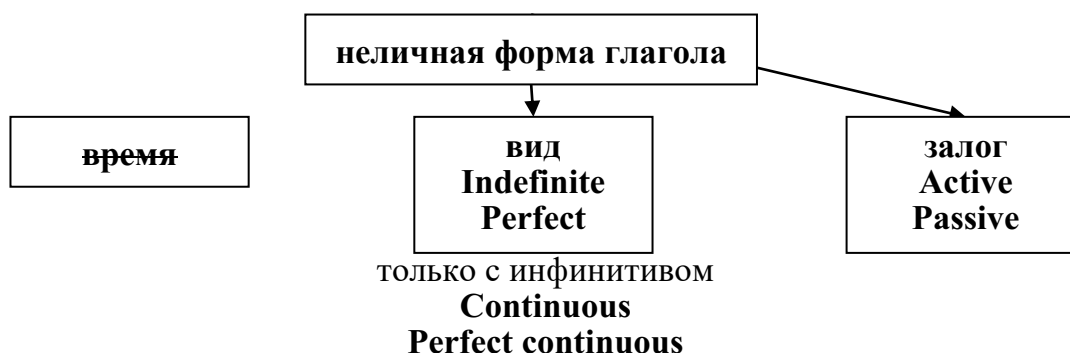 неличная форма глагола
время
вид
Indefinite
Perfect
залог
Active
Passive
только с инфинитивом
Continuous
Perfect continuous